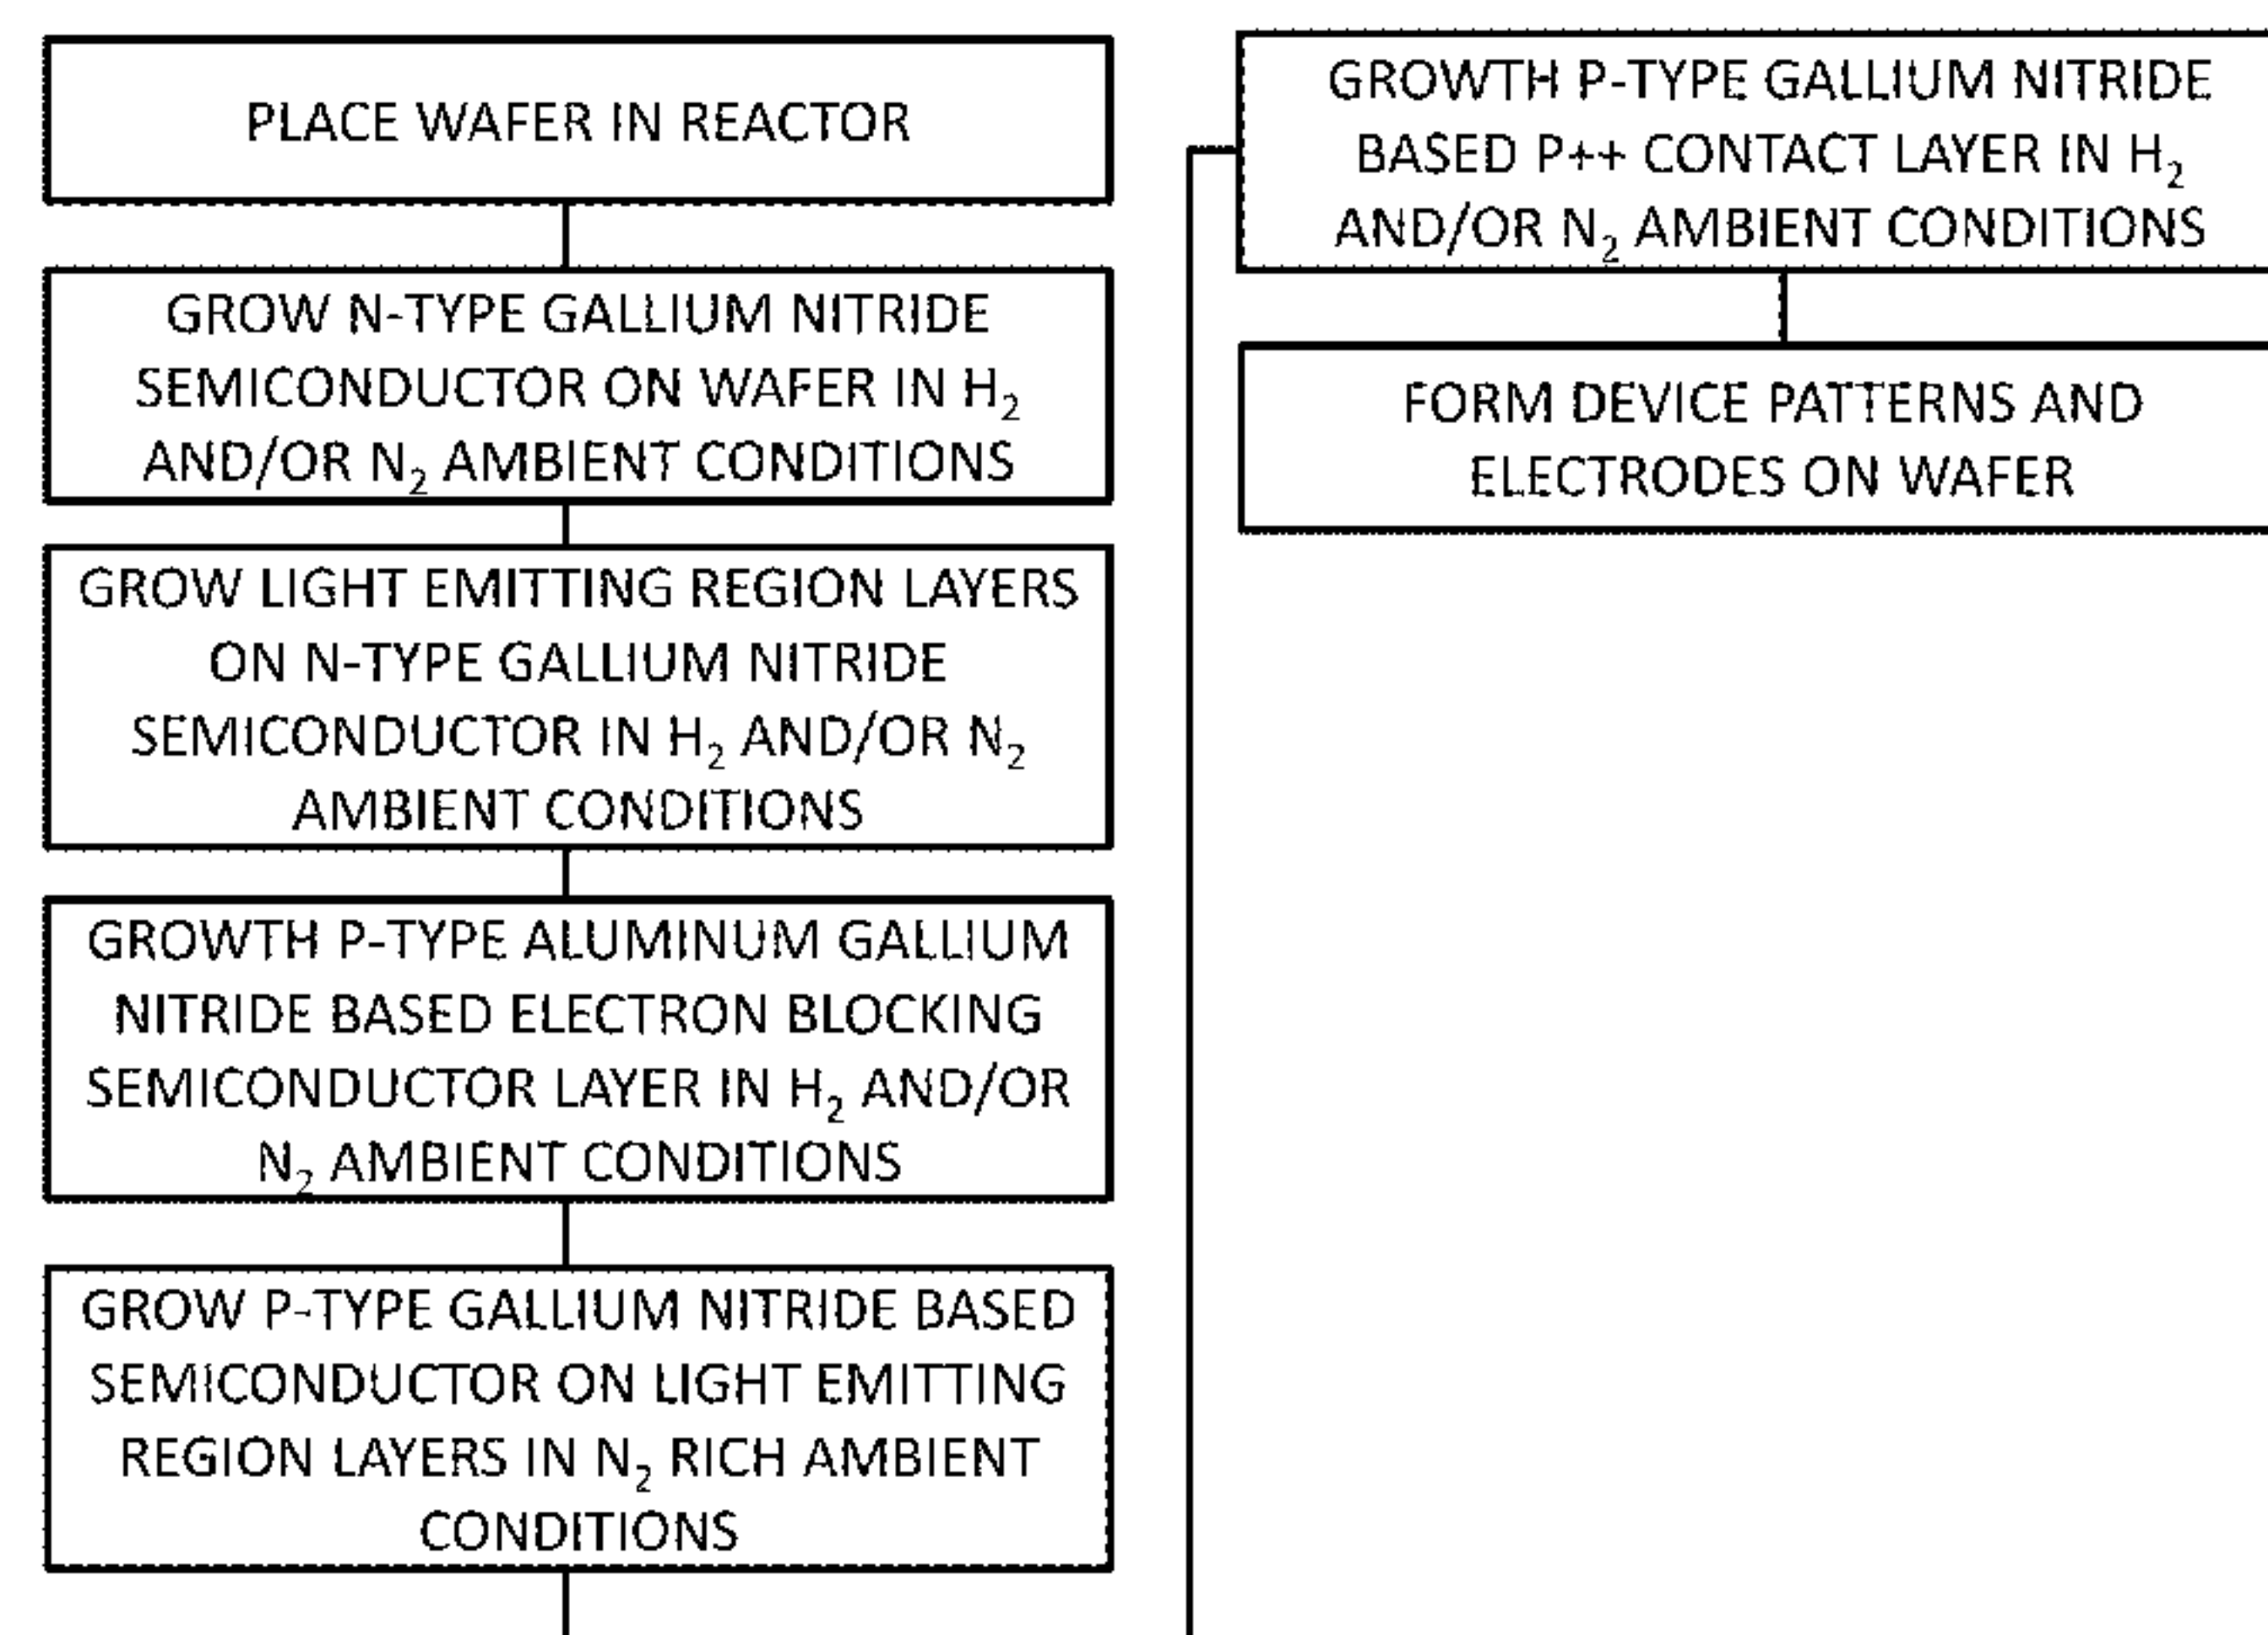 PLACE WAFER IN REACTOR
GROW N-TYPE GALLIUM NITRIDE
SEMICONDUCTOR ON WAFER IN H₂
AND/OR N₂ AMBIENT CONDITIONS
GROW LIGHT EMITTING REGION LAYERS
ON N-TYPE GALLIUM NITRIDE
SEMICONDUCTOR IN H₂ AND/OR N₂
AMBIENT CONDITIONS
GROWTH P-TYPE ALUMINUM GALLIUM
NITRIDE BASED ELECTRON BLOCKING
SEMICONDUCTOR LAYER IN H₂ AND/OR
N₂ AMBIENT CONDITIONS
GROW P-TYPE GALLIUM NITRIDE BASED
SEMICONDUCTOR ON LIGHT EMITTING
REGION LAYERS IN N₂ RICH AMBIENT
CONDITIONS
GROWTH P-TYPE GALLIUM NITRIDE
BASED P++ CONTACT LAYER IN H₂
AND/OR N₂ AMBIENT CONDITIONS
FORM DEVICE PATTERNS AND
ELECTRODES ON WAFER